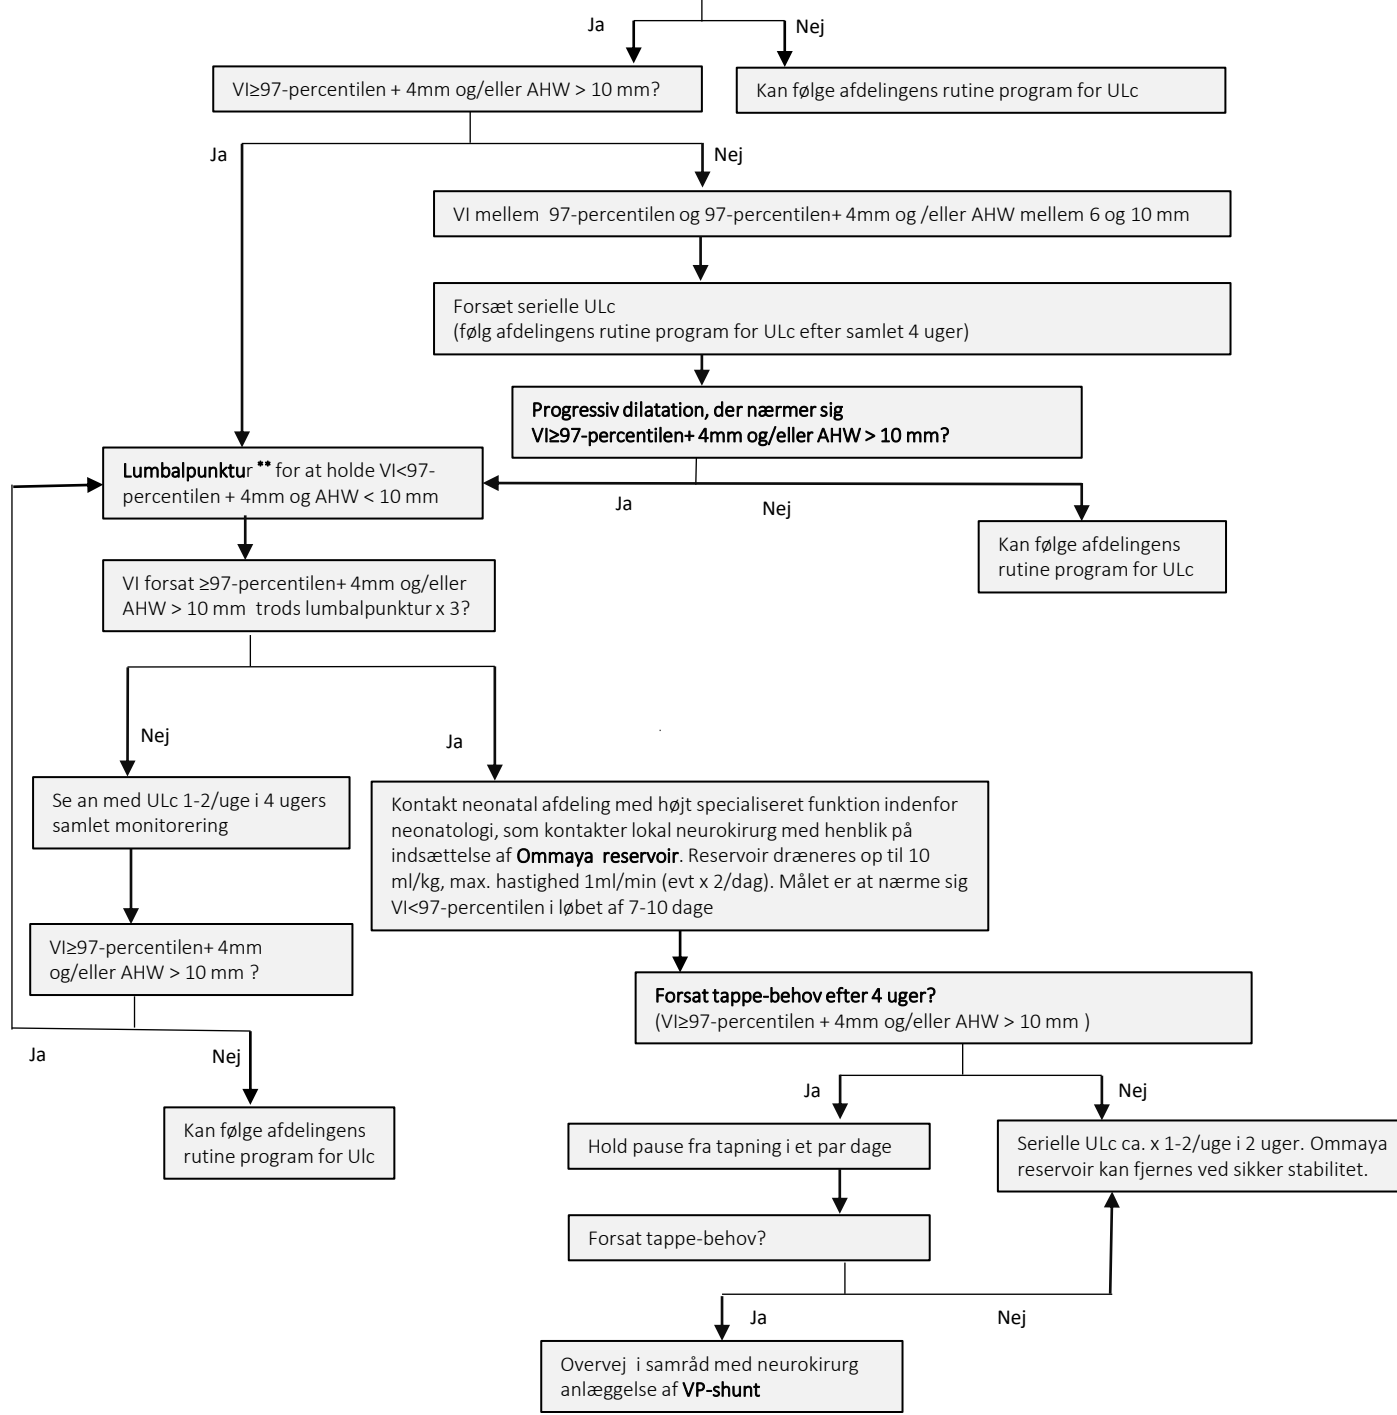 Ja
Nej
VI≥97-percentilen + 4mm og/eller AHW > 10 mm?
Kan følge afdelingens rutine program for ULc
Ja
Nej
VI mellem 97-percentilen og 97-percentilen+ 4mm og /eller AHW mellem 6 og 10 mm
Forsæt serielle ULc
(følg afdelingens rutine program for ULc efter samlet 4 uger)
Progressiv dilatation, der nærmer sig
VI≥97-percentilen+ 4mm og/eller AHW > 10 mm?
Lumbalpunktur ** for at holde VI<97-
percentilen + 4mm og AHW < 10 mm
Ja
Nej
Kan følge afdelingens
rutine program for ULc
VI forsat ≥97-percentilen+ 4mm og/eller
AHW > 10 mm trods lumbalpunktur x 3?
Nej
Ja
Se an med ULc 1-2/uge i 4 ugers
samlet monitorering
Kontakt neonatal afdeling med højt specialiseret funktion indenfor
neonatologi, som kontakter lokal neurokirurg med henblik på
indsættelse af Ommaya reservoir. Reservoir dræneres op til 10
ml/kg, max. hastighed 1ml/min (evt x 2/dag). Målet er at nærme sig
VI<97-percentilen i løbet af 7-10 dage
VI≥97-percentilen+ 4mm
og/eller AHW > 10 mm ?
Forsat tappe-behov efter 4 uger?
(VI≥97-percentilen + 4mm og/eller AHW > 10 mm )
Ja
Nej
Ja
Nej
Kan følge afdelingens
rutine program for Ulc
Hold pause fra tapning i et par dage
Serielle ULc ca. x 1-2/uge i 2 uger. Ommaya
reservoir kan fjernes ved sikker stabilitet.
Forsat tappe-behov?
Ja
Nej
Overvej i samråd med neurokirurg
anlæggelse af VP-shunt